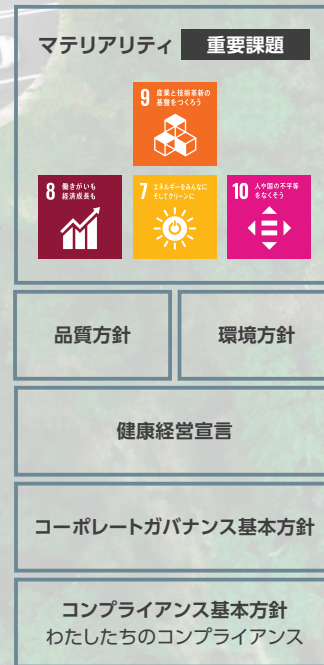 マテリアリティ 重要課題
9 産業と技術革新の
基盤をつくろう
8 働きがいも
経済成長も
7 エネルギーをみんなに
そしてクリーンに
10 人や国の不平等
をなくそう
品質方針
環境方針
健康経営宣言
コーポレートガバナンス基本方針
コンプライアンス基本方針
わたしたちのコンプライアンス